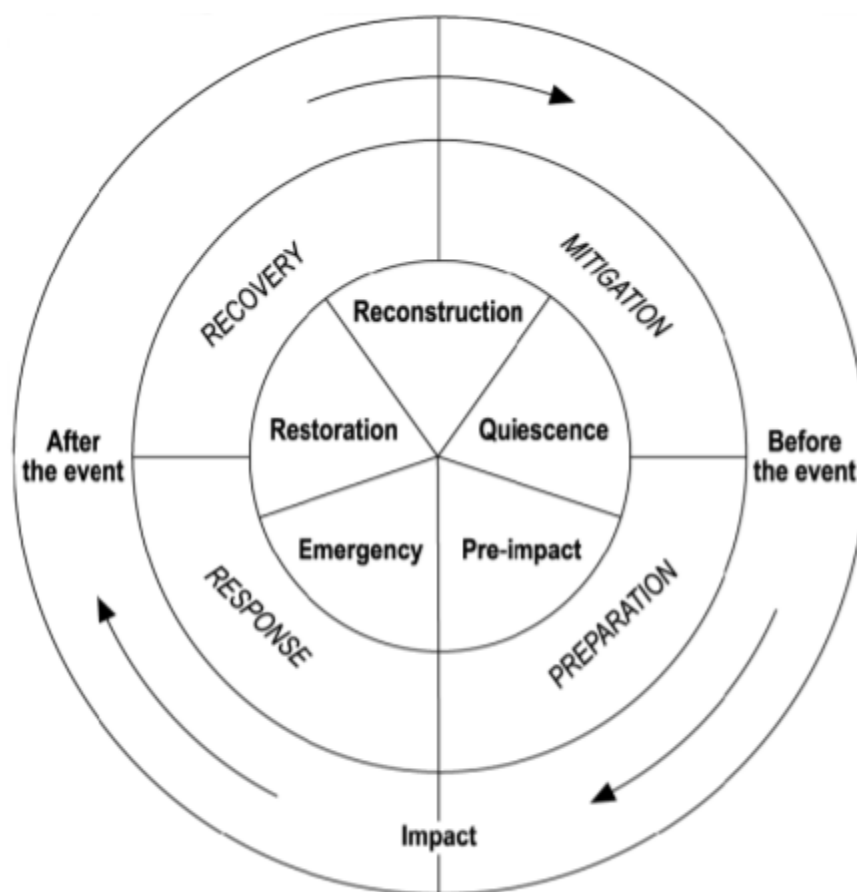 RECOVERY
MITIGATION
Reconstruction
Restoration
Quiescence
After
the event
Before
the event
Emergency
Pre-impact
RESPONSE
PREPARATION
Impact